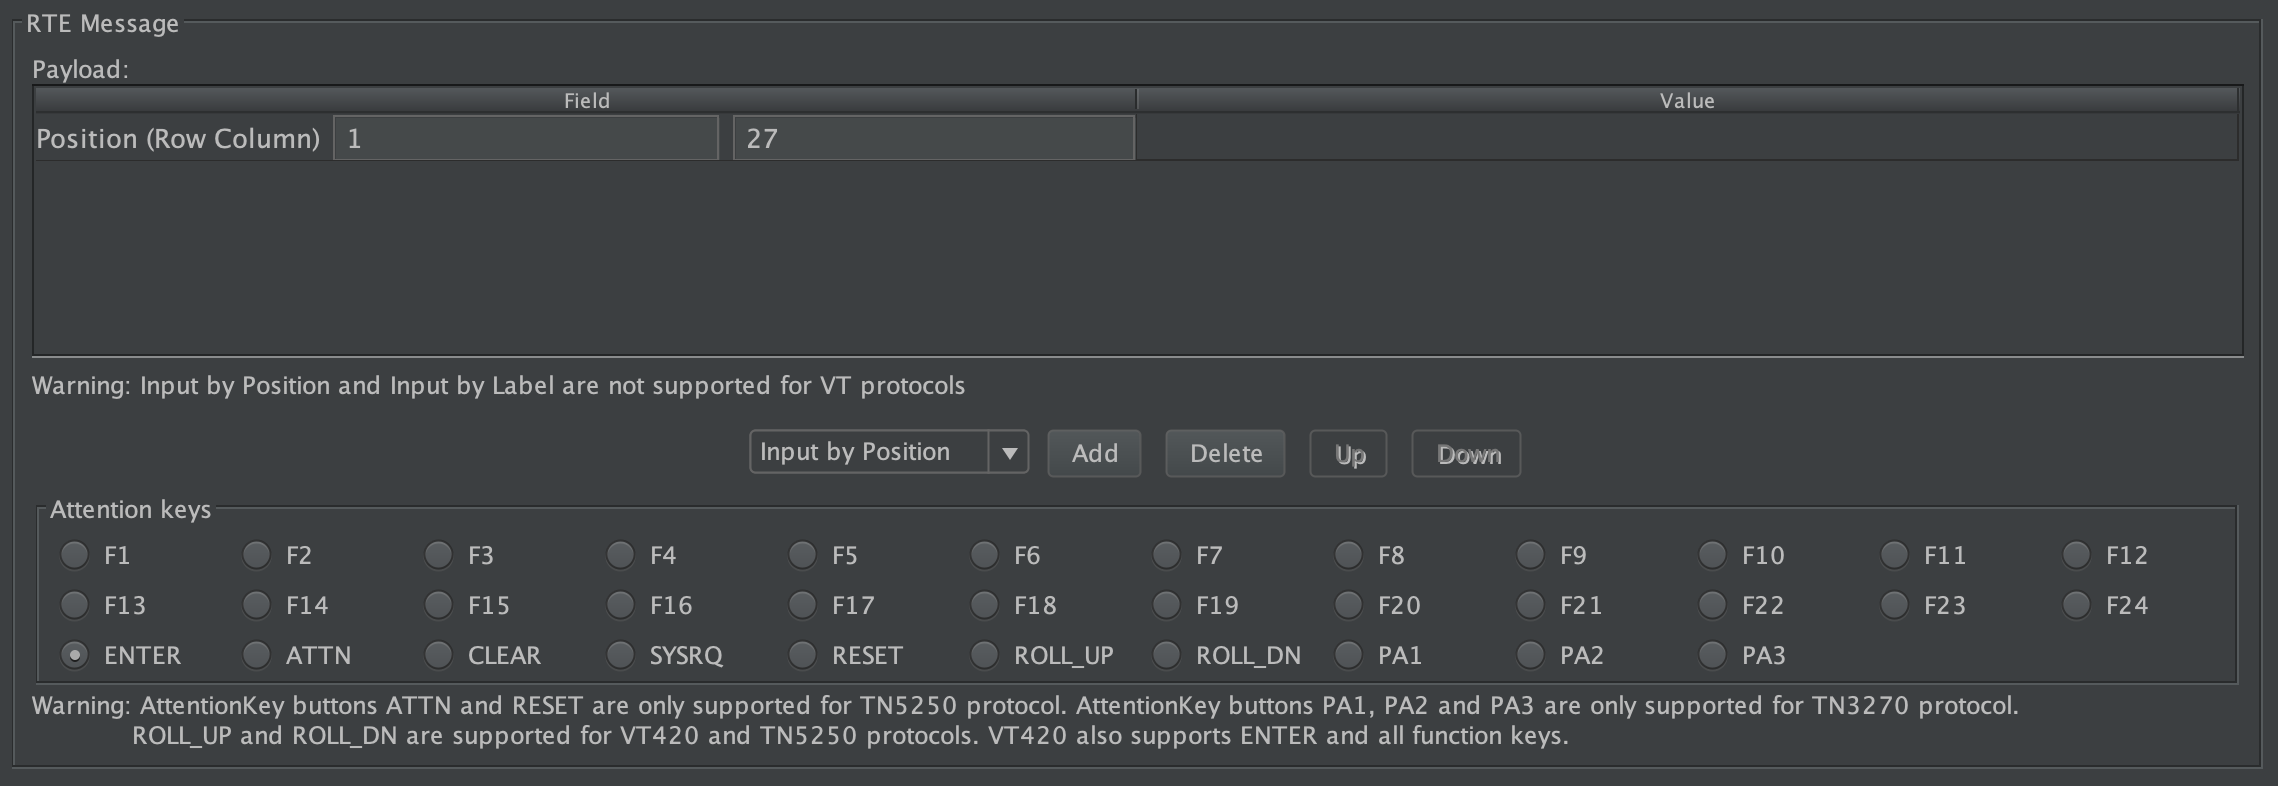 RTE Message
Payload:
Field Value
Position (Row Column) 1 27
Warning: Input by Position and Input by Label are not supported for VT protocols
Input by Position Add Delete Up Down
Attention keys
F1 F2 F3 F4 F5 F6 F7 F8 F9 F10 F11 F12
F13 F14 F15 F16 F17 F18 F19 F20 F21 F22 F23 F24
ENTER ATTN CLEAR SYSRQ RESET ROLL_UP ROLL_DN PA1 PA2 PA3
Warning: AttentionKey buttons ATTN and RESET are only supported for TN5250 protocol. AttentionKey buttons PA1, PA2 and PA3 are only supported for TN3270 protocol.
ROLL_UP and ROLL_DN are supported for VT420 and TN5250 protocols. VT420 also supports ENTER and all function keys.